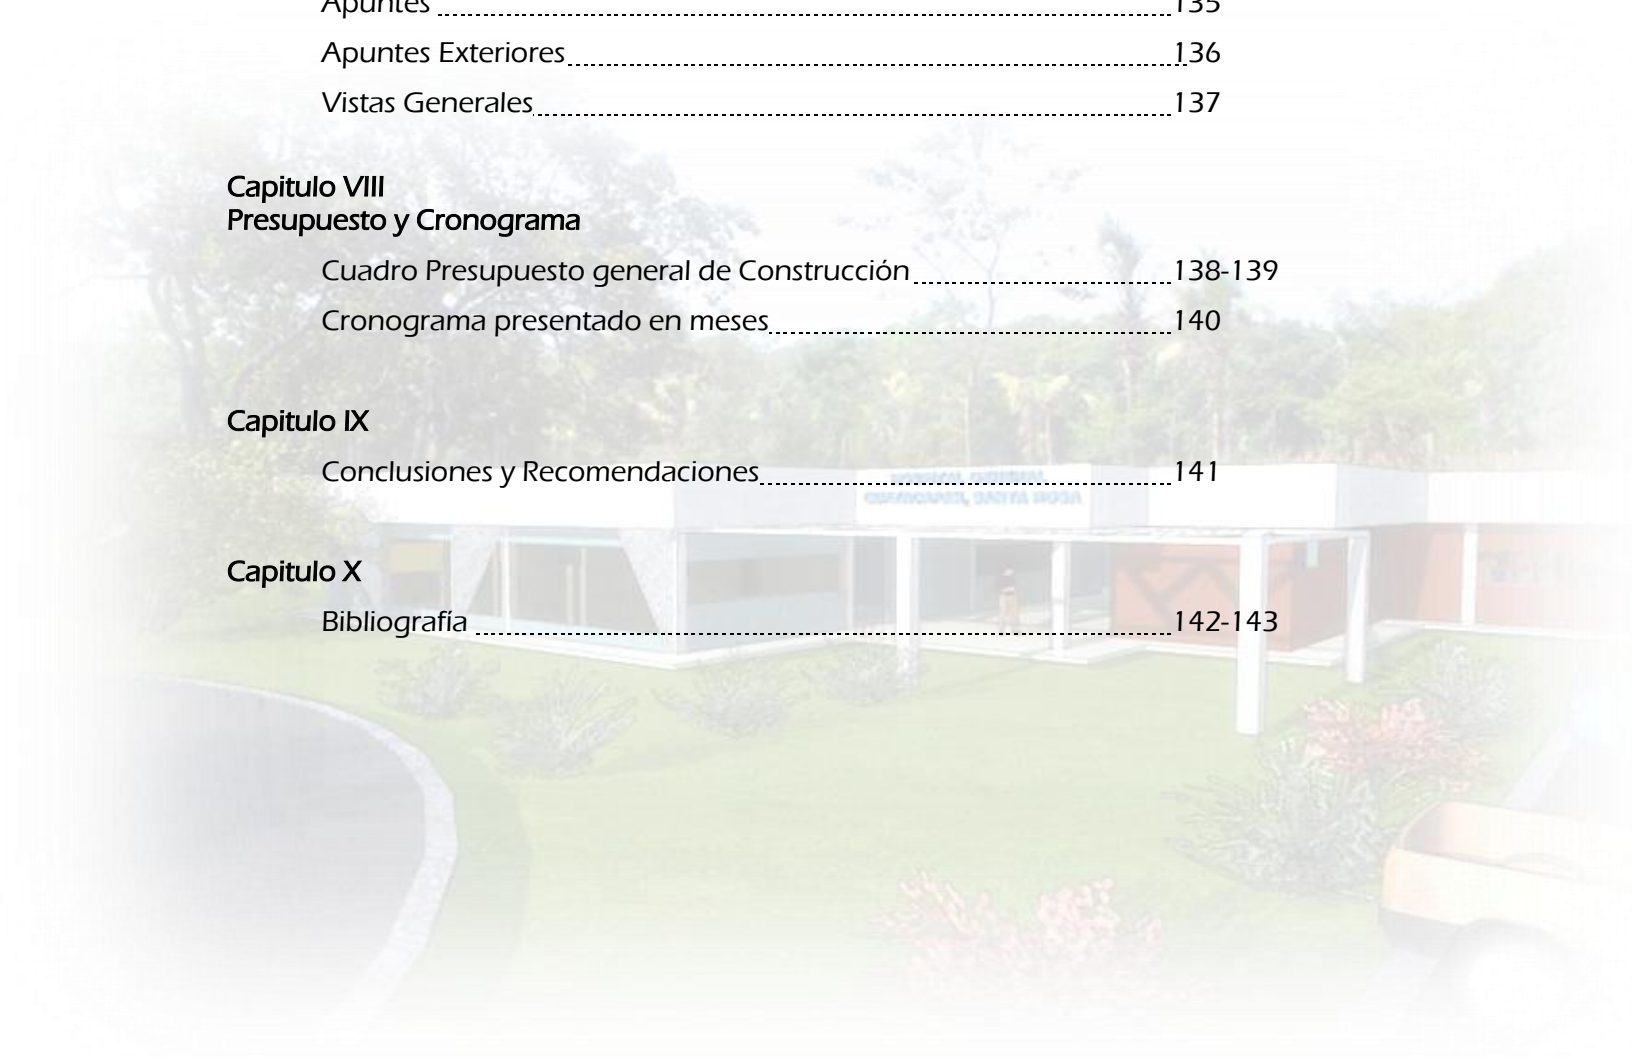 Apuntes 135
Apuntes Exteriores 136
Vistas Generales 137
Capitulo VIII
Presupuesto y Cronograma
Cuadro Presupuesto general de Construcción 138-139
Cronograma presentado en meses 140
Capitulo IX
Conclusiones y Recomendaciones 141
Capitulo X
Bibliografía 142-143